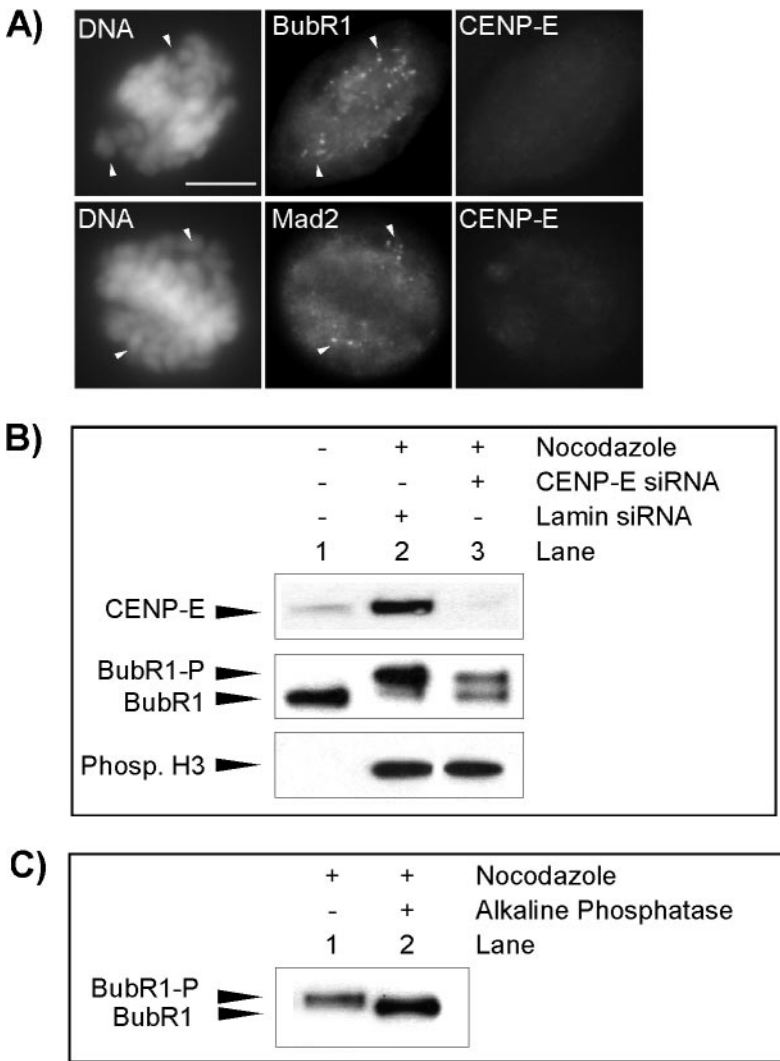 A)
DNA BubR1 CENP-E
DNA Mad2 CENP-E
B)
- + + Nocodazole
- - + CENP-E siRNA
- + - Lamin siRNA
1 2 3 Lane
CENP-E
BubR1-P
BubR1
Phosp. H3
C)
+ + Nocodazole
- + Alkaline Phosphatase
1 2 Lane
BubR1-P
BubR1